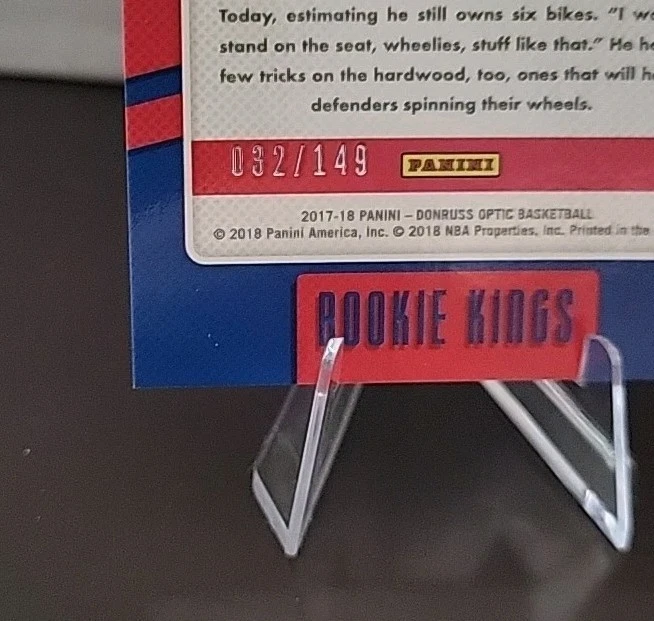 Today, estimating he still owns six bikes. "I
stand on the seat, wheelies, stuff like that." He
few tricks on the hardwood, too, ones that will
defenders spinning their wheels.
032/149 PANINI
2017-18 PANINI – DONRUSS OPTIC BASKETBALL
© 2018 Panini America, Inc. © 2018 NBA Properties, Inc. Printed in the
ROOKIE KINGS